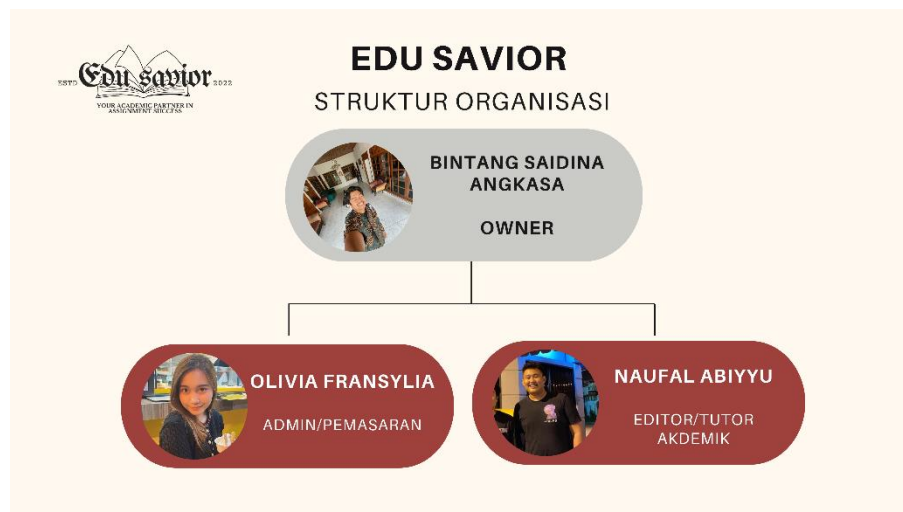 EDU SAVIOR
STRUKTUR ORGANISASI
ESTD Edu savior 2022
YOUR ACADEMIC PARTNER IN
ASSIGNMENT SUCCESS
BINTANG SAIDINA
ANGKASA
OWNER
OLIVIA FRANSYLIA
ADMIN/PEMASARAN
NAUFAL ABIYYU
EDITOR/TUTOR
AKDEMIK